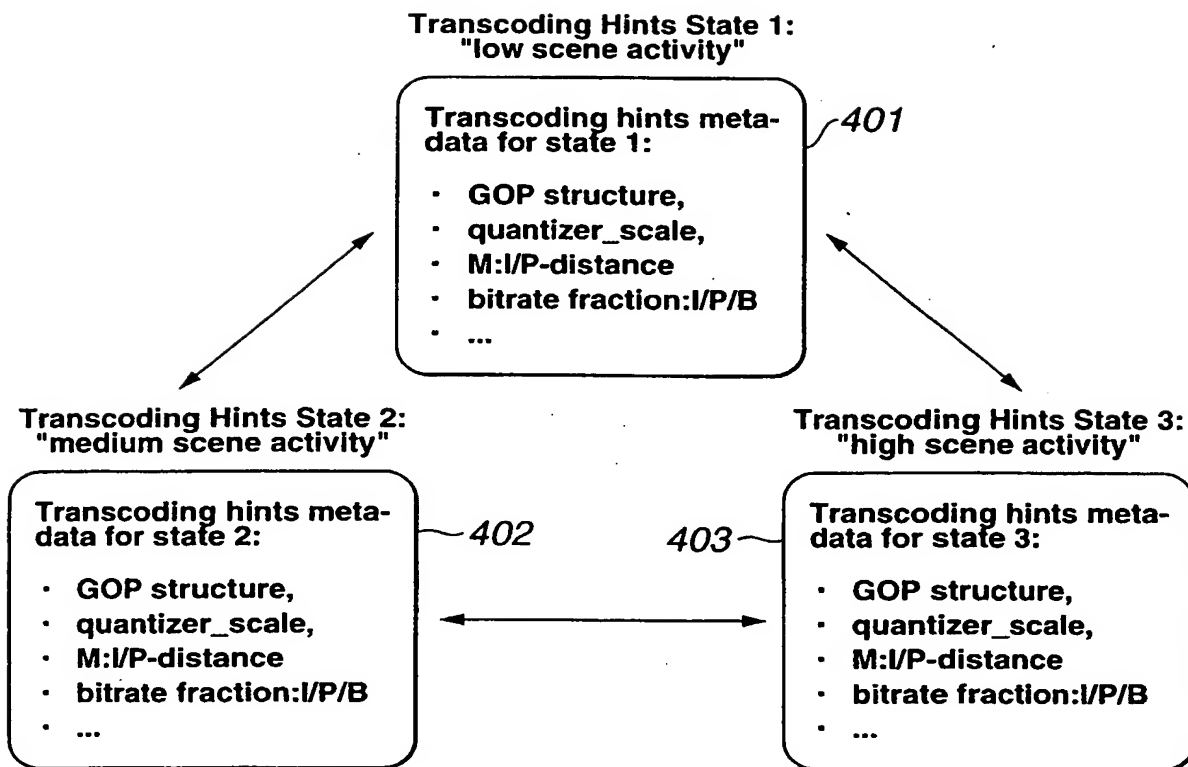 Transcoding Hints State 1:
"low scene activity"
Transcoding hints meta-
data for state 1:
· GOP structure,
· quantizer_scale,
· M:I/P-distance
· bitrate fraction:I/P/B
· ...
401
Transcoding Hints State 2:
"medium scene activity"
Transcoding hints meta-
data for state 2:
· GOP structure,
· quantizer_scale,
· M:I/P-distance
· bitrate fraction:I/P/B
· ...
402
Transcoding Hints State 3:
"high scene activity"
403
Transcoding hints meta-
data for state 3:
· GOP structure,
· quantizer_scale,
· M:I/P-distance
· bitrate fraction:I/P/B
· ...